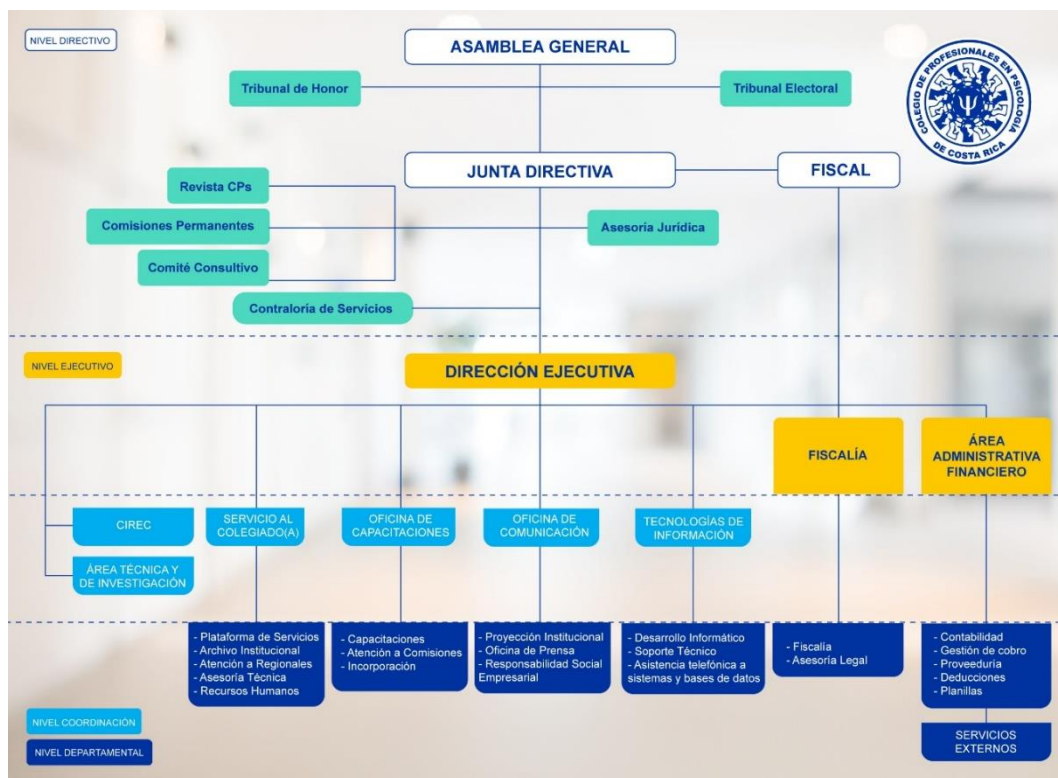 NIVEL DIRECTIVO
ASAMBLEA GENERAL
Tribunal de Honor
Tribunal Electoral
COLEGIO DE PROFESIONALES EN PSICOLOGÍA
DE COSTA RICA
Ψ
JUNTA DIRECTIVA
FISCAL
Revista CPs
Comisiones Permanentes
Asesoría Jurídica
Comité Consultivo
Contraloría de Servicios
NIVEL EJECUTIVO
DIRECCIÓN EJECUTIVA
FISCALÍA
ÁREA
ADMINISTRATIVA
FINANCIERO
CIREC
SERVICIO AL
COLEGIADO(A)
OFICINA DE
CAPACITACIONES
OFICINA DE
COMUNICACIÓN
TECNOLOGÍAS DE
INFORMACIÓN
ÁREA TÉCNICA Y
DE INVESTIGACIÓN
- Plataforma de Servicios
- Archivo Institucional
- Atención a Regionales
- Asesoría Técnica
- Recursos Humanos
- Capacitaciones
- Atención a Comisiones
- Incorporación
- Proyección Institucional
- Oficina de Prensa
- Responsabilidad Social
Empresarial
- Desarrollo Informático
- Soporte Técnico
- Asistencia telefónica a
sistemas y bases de datos
- Fiscalía
- Asesoría Legal
- Contabilidad
- Gestión de cobro
- Proveeduría
- Deducciones
- Planillas
SERVICIOS
EXTERNOS
NIVEL COORDINACIÓN
NIVEL DEPARTAMENTAL